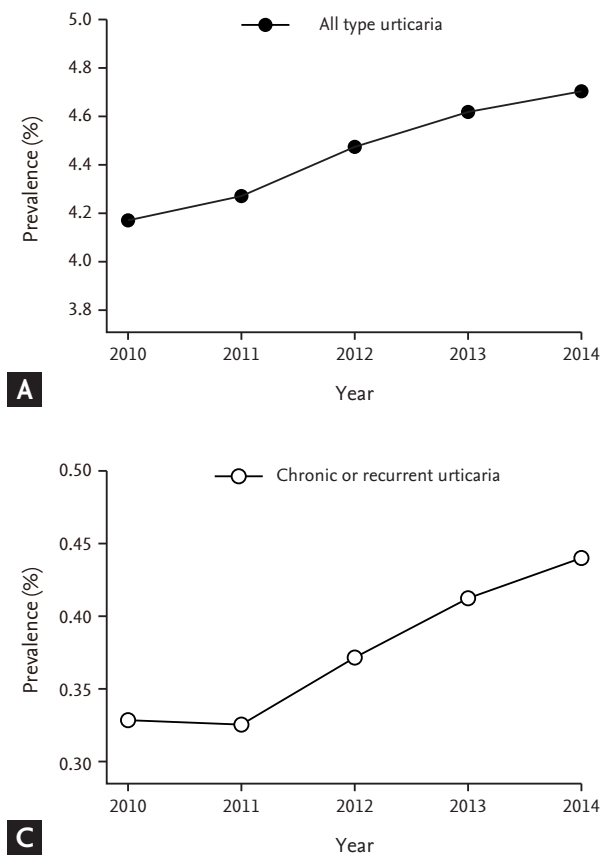 All type urticaria
5.0
4.8
4.6
4.4
4.2
4.0
3.8
Prevalence (%)
2010 2011 2012 2013 2014
Year
A
Chronic or recurrent urticaria
0.50
0.45
0.40
0.35
0.30
Prevalence (%)
2010 2011 2012 2013 2014
Year
C